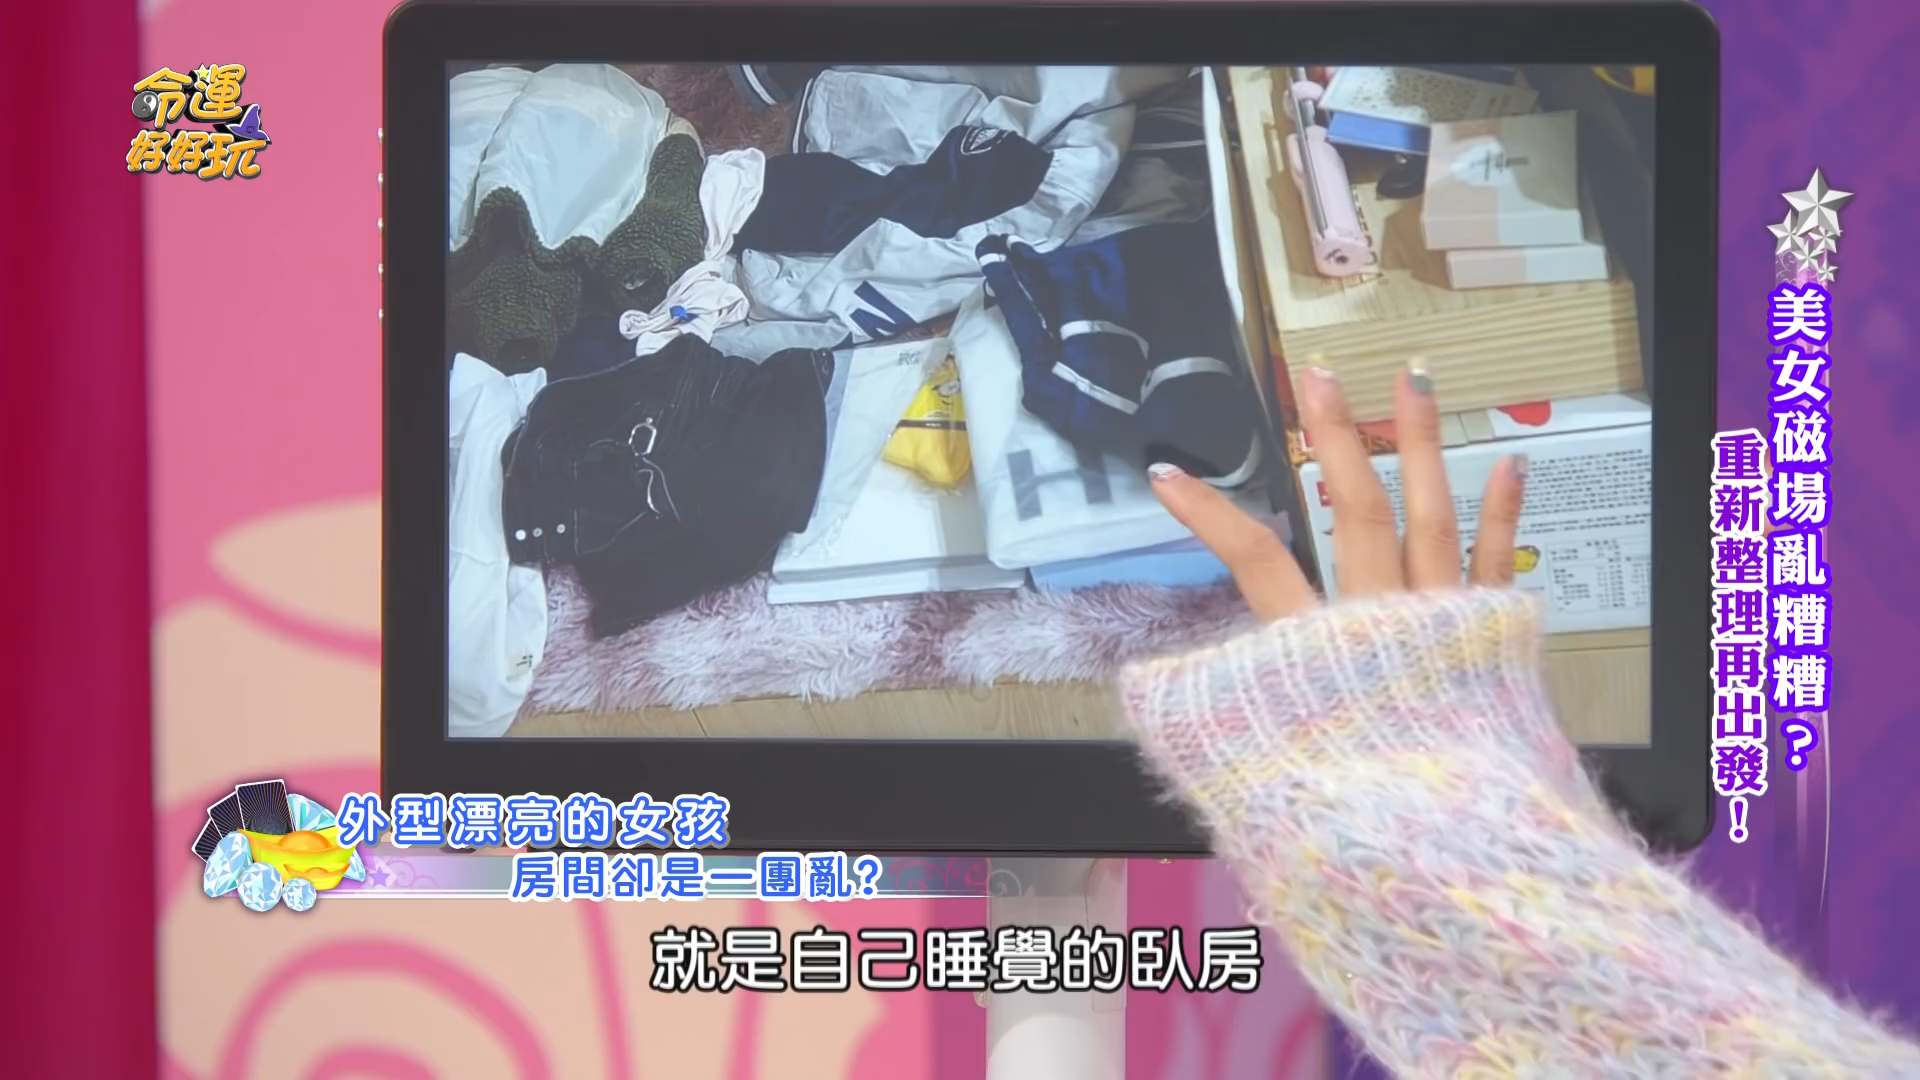 命運
好好玩
美女磁場亂糟糟？
重新整理再出發！
N
H
外型漂亮的女孩
房間卻是一團亂？
就是自己睡覺的臥房